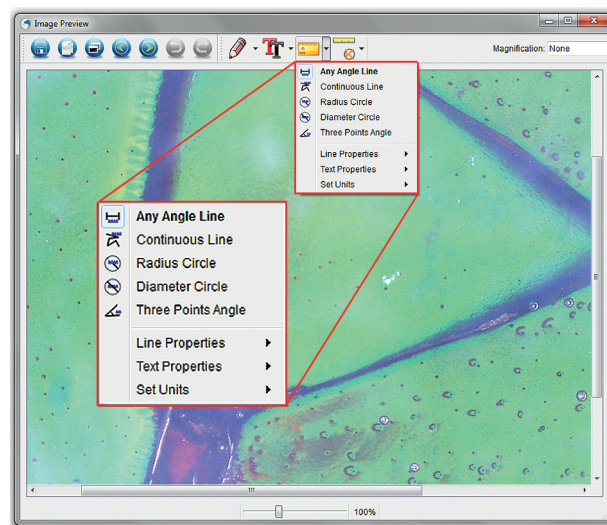 Image Preview
Magnification: None
Any Angle Line
Continuous Line
Radius Circle
Diameter Circle
Three Points Angle
Line Properties
Text Properties
Set Units
Any Angle Line
Continuous Line
Radius Circle
Diameter Circle
Three Points Angle
Line Properties
Text Properties
Set Units
100%